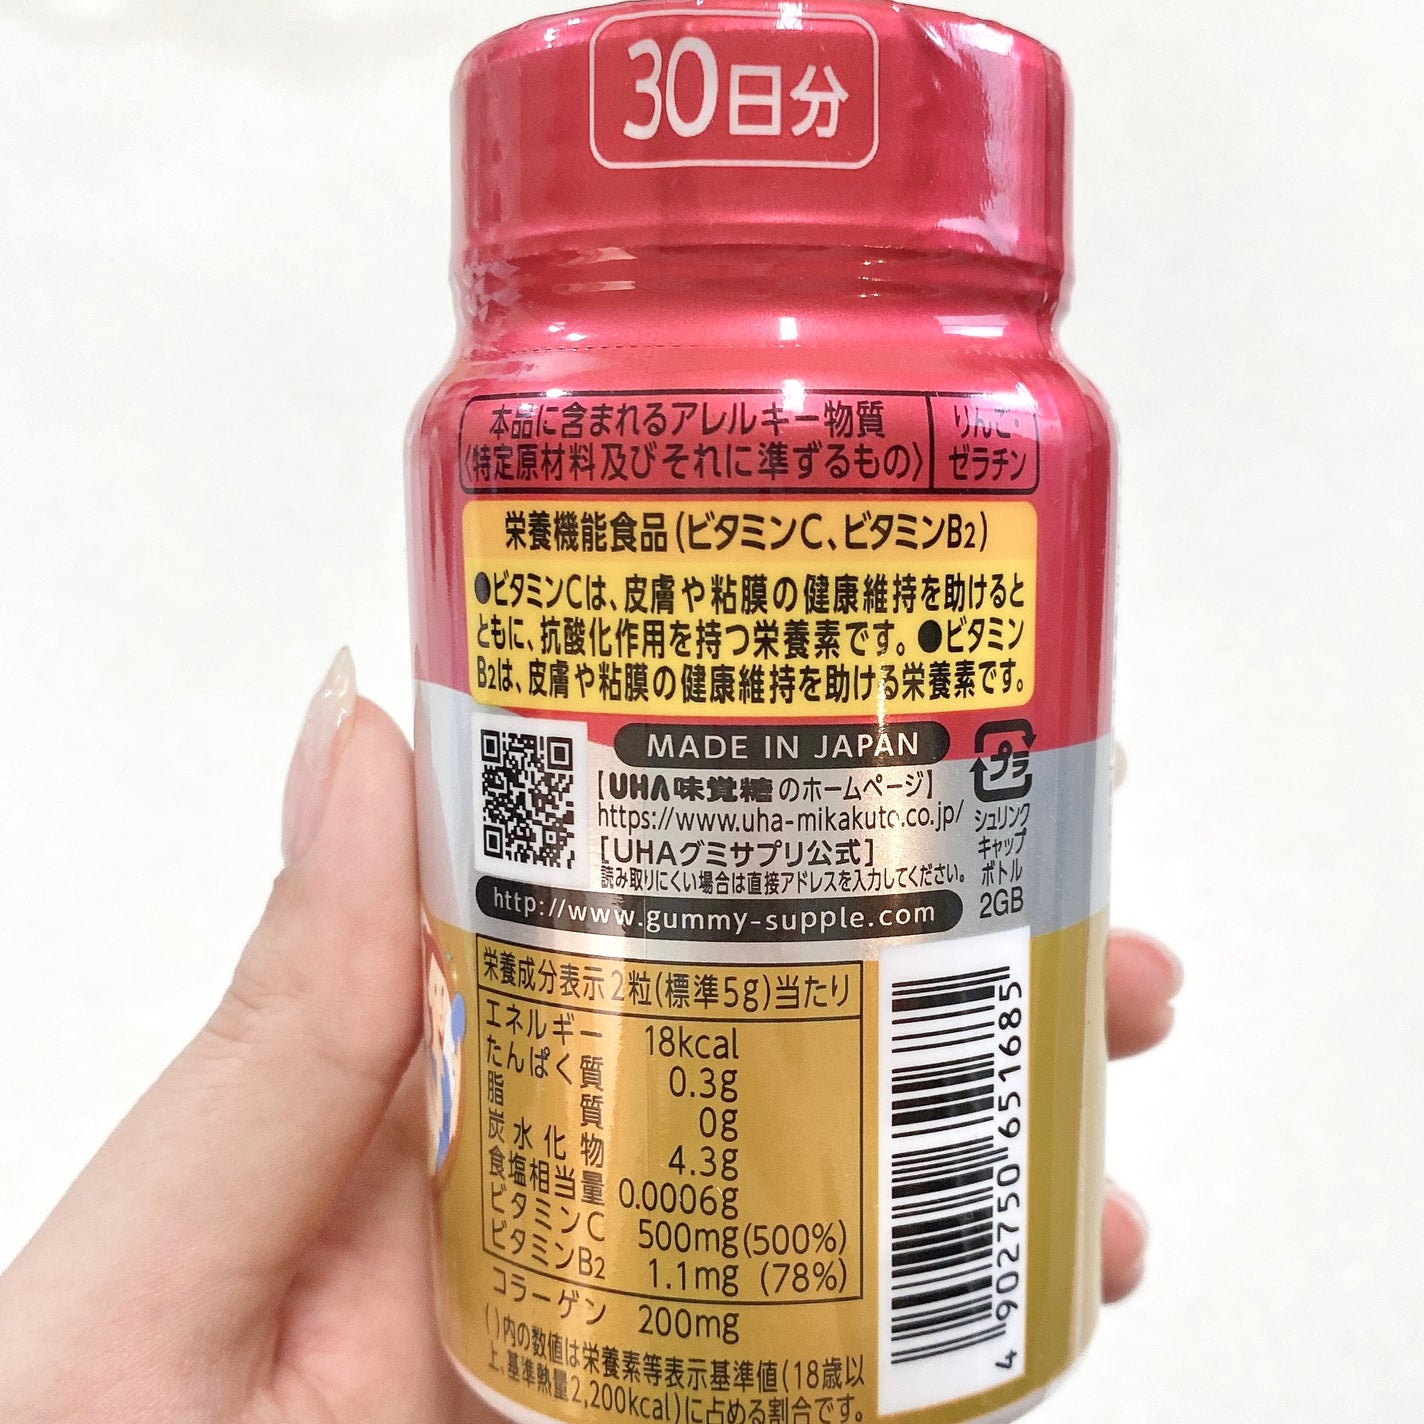 30日分
本品に含まれるアレルギー物質
〈特定原材料及びそれに準ずるもの〉
りんご・
ゼラチン
栄養機能食品(ビタミンC、ビタミンB2)
●ビタミンCは、皮膚や粘膜の健康維持を助けると
ともに、抗酸化作用を持つ栄養素です。●ビタミン
B2は、皮膚や粘膜の健康維持を助ける栄養素です。
MADE IN JAPAN
【UHA味覚糖のホームページ】
https://www.uha-mikakuto.co.jp/
[UHAグミサプリ公式]
読み取りにくい場合は直接アドレスを入力してください。
http://www.gummy-supple.com
プラ
シュリンク
キャップ
ボトル
2GB
栄養成分表示 2粒(標準5g)当たり
エネルギー 18kcal
たんぱく質 0.3g
脂質 0g
炭水化物 4.3g
食塩相当量 0.0006g
ビタミンC 500mg(500%)
ビタミンB2 1.1mg (78%)
コラーゲン 200mg
( )内の数値は栄養素等表示基準値(18歳以
上、基準熱量2,200kcal)に占める割合です。
4 902750 651685